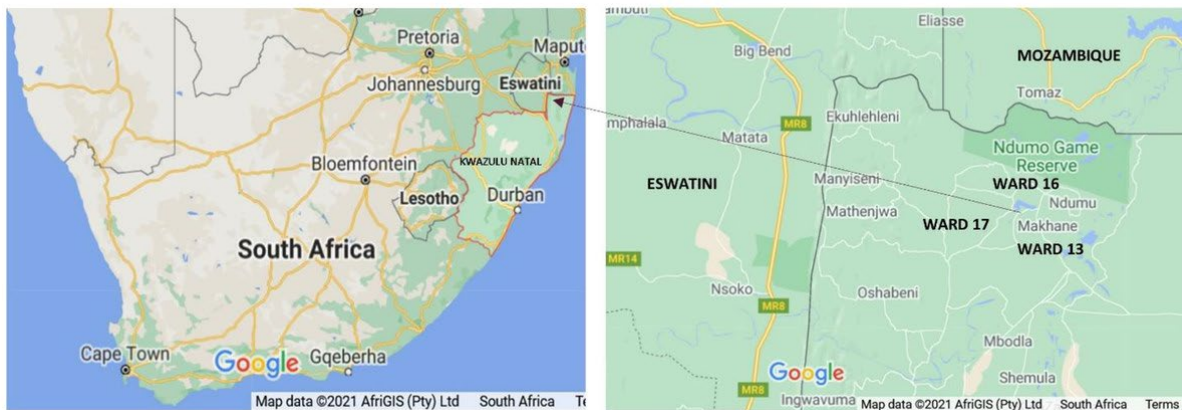 Pretoria
Maputo
Johannesburg
Eswatini
Bloemfontein
KWAZULU NATAL
Lesotho
Durban
South Africa
Cape Town
Google
Gqeberha
Map data ©2021 AfriGIS (Pty) Ltd South Africa
Eliasse
Big Bend
MOZAMBIQUE
Tomaz
Ekuhlehleni
MR8
mphalala
Matata
Ndumo Game
Reserve
ESWATINI
Manyiseni
WARD 16
Ndumu
Mathenjwa
WARD 17
Makhane
WARD 13
MR14
Nsoko
MR8
Oshabeni
Mbodla
Google
Shemula
MR8
Ingwavuma
Map data ©2021 AfriGIS (Pty) Ltd South Africa Terms